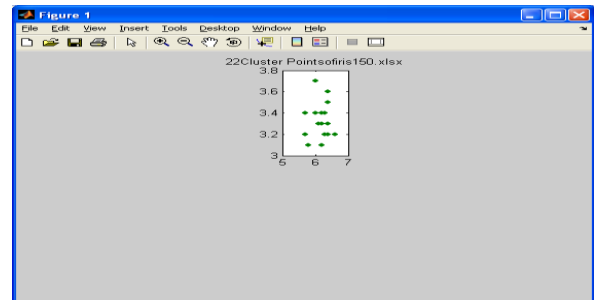 Figure 1
File Edit View Insert Tools Desktop Window Help
22Cluster Pointsofiris150.xlsx
3.8
3.6
3.4
3.2
3
5 6 7